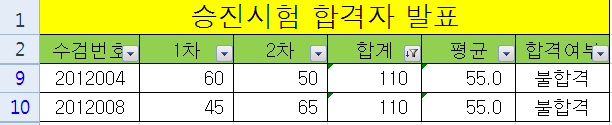 1 승진시험 합격자 발표
2 수검번호 1차 2차 합계 평균 합격여부
9 2012004 60 50 110 55.0 불합격
10 2012008 45 65 110 55.0 불합격